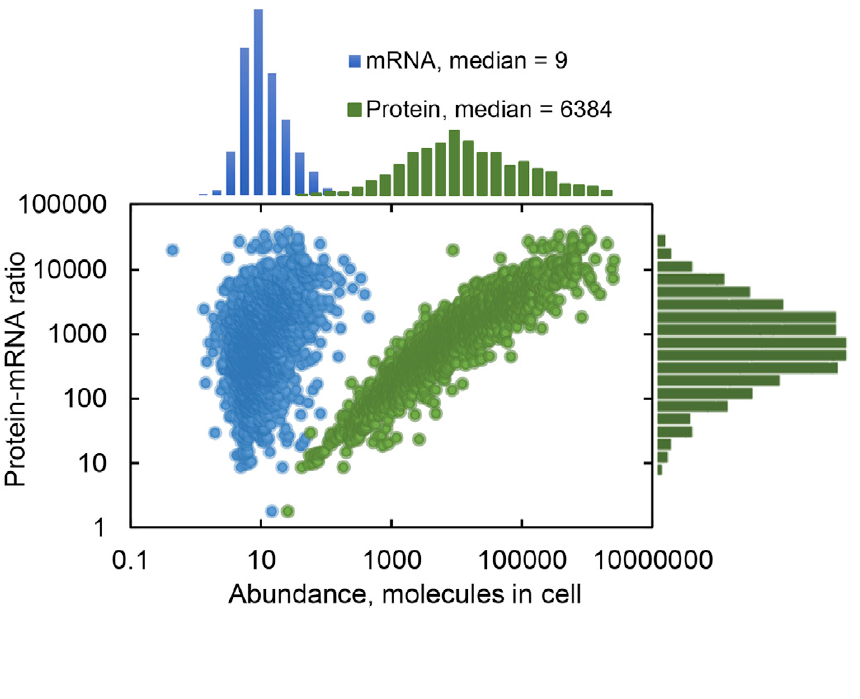 mRNA, median = 9
Protein, median = 6384
100000
10000
1000
100
10
1
Protein-mRNA ratio
0.1 10 1000 100000 10000000
Abundance, molecules in cell